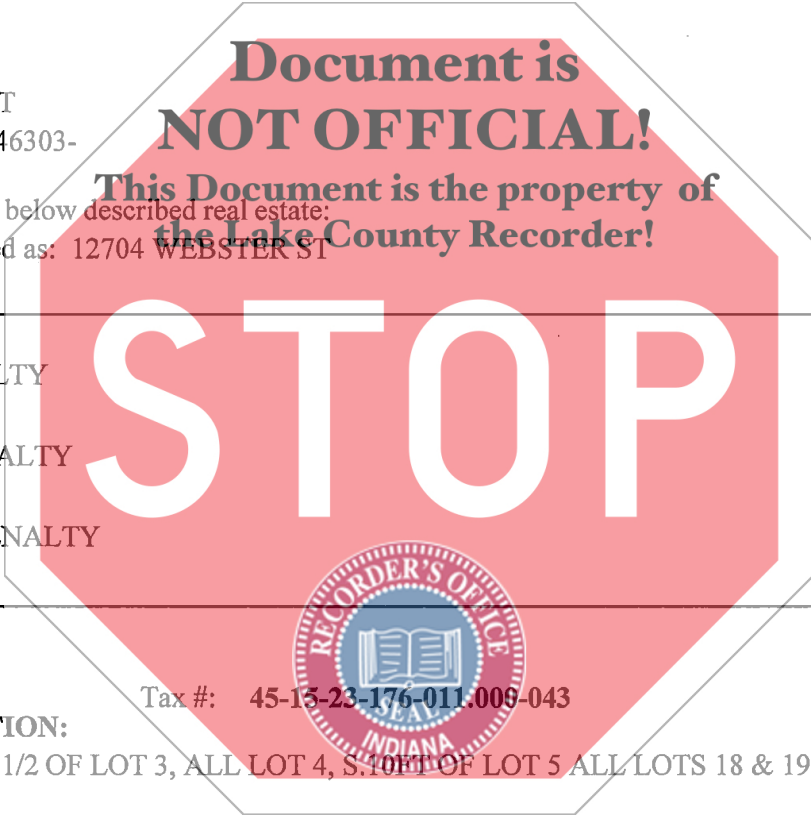 Document is
T
NOT OFFICIAL!
46303-
This Document is the property of
below described real estate:
the Lake County Recorder!
d as: 12704 WEBSTER ST
STOP
LTY
ALTY
NALTY
RECORDER'S OFFICE
SEAL
INDIANA
Tax #: 45-15-23-176-011.000-043
TION:
1/2 OF LOT 3, ALL LOT 4, S.10FT OF LOT 5 ALL LOTS 18 & 19